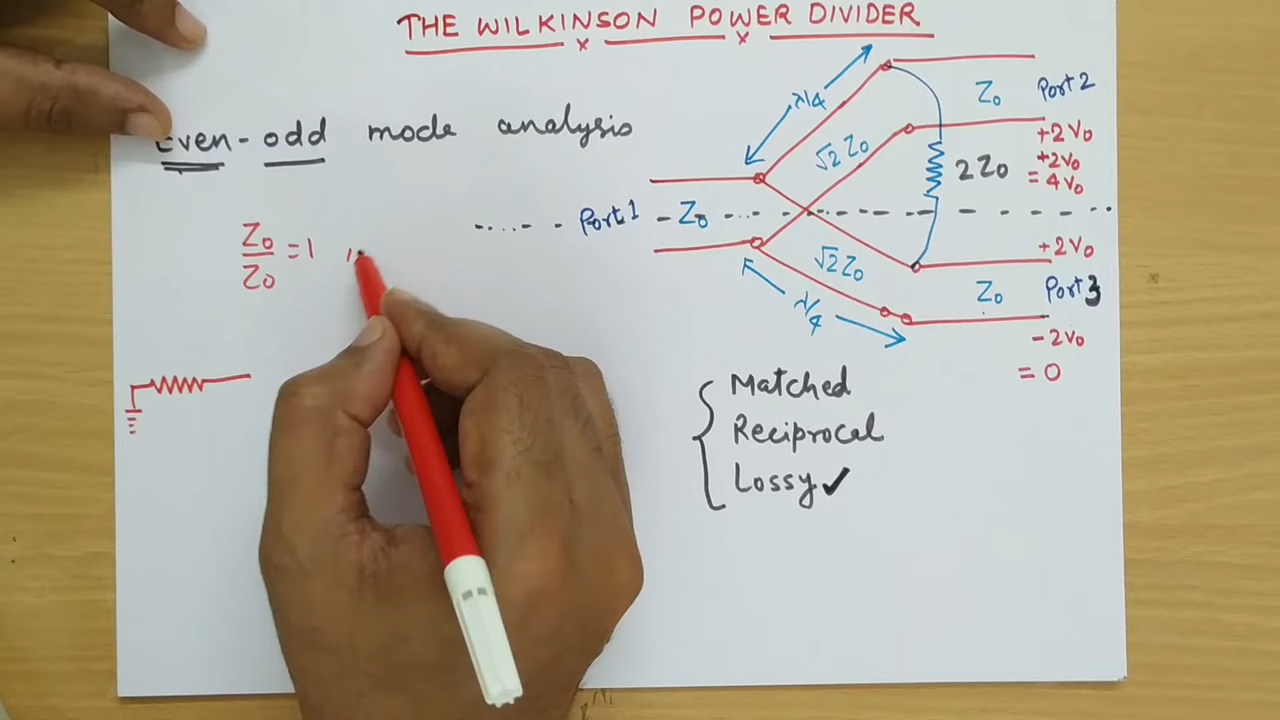 THE WILKINSON POWER DIVIDER
Even-odd mode analysis
Z₀/Z₀ = 1
Port 1
Z₀
λ/4
√2 Z₀
√2 Z₀
λ/4
2Z₀
Z₀
Port 2
+2V₀
+2V₀
= 4V₀
+2V₀
Z₀
Port 3
-2V₀
= 0
Matched
Reciprocal
Lossy✓